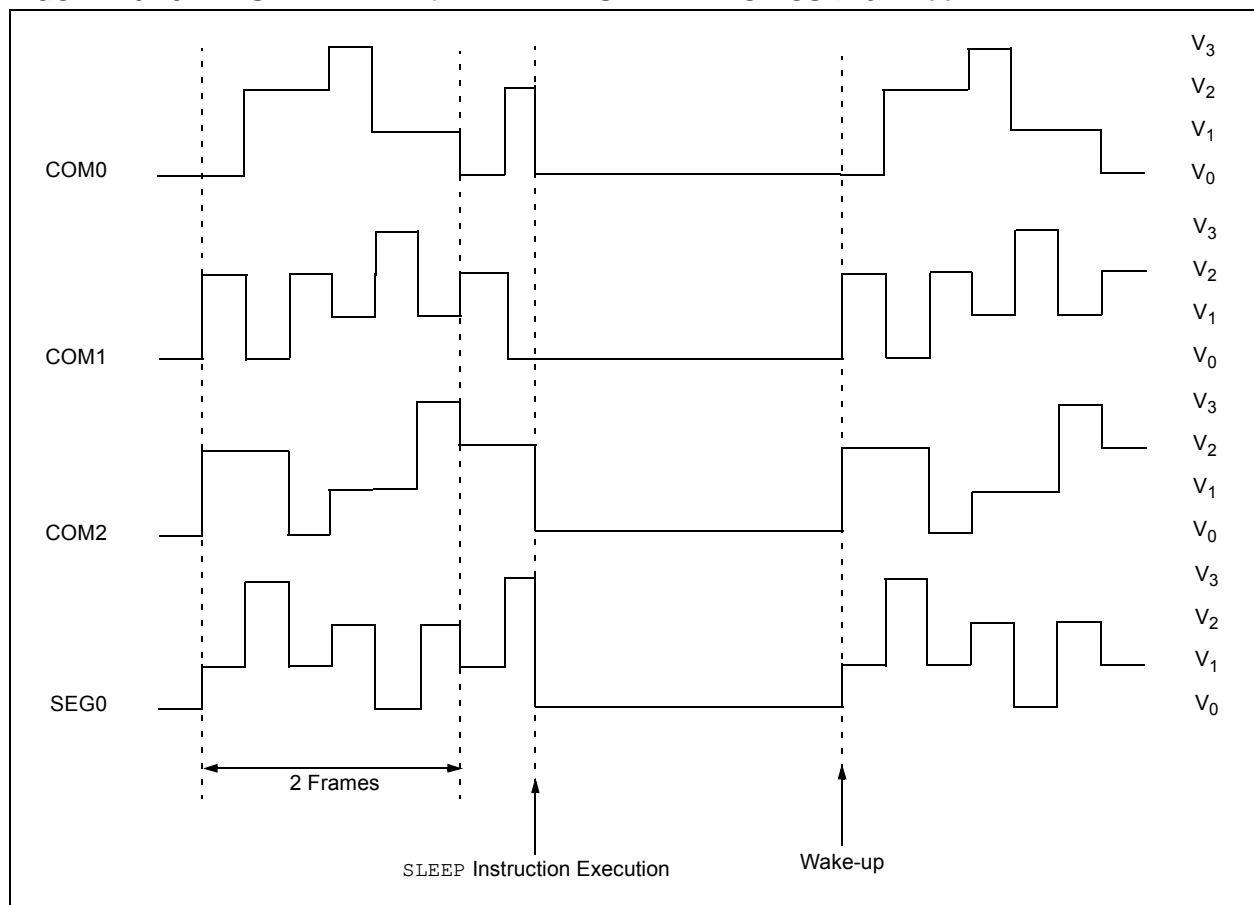 V3
V2
V1
COM0
V0
V3
V2
V1
COM1
V0
V3
V2
V1
COM2
V0
V3
V2
V1
SEG0
V0
2 Frames
SLEEP Instruction Execution
Wake-up